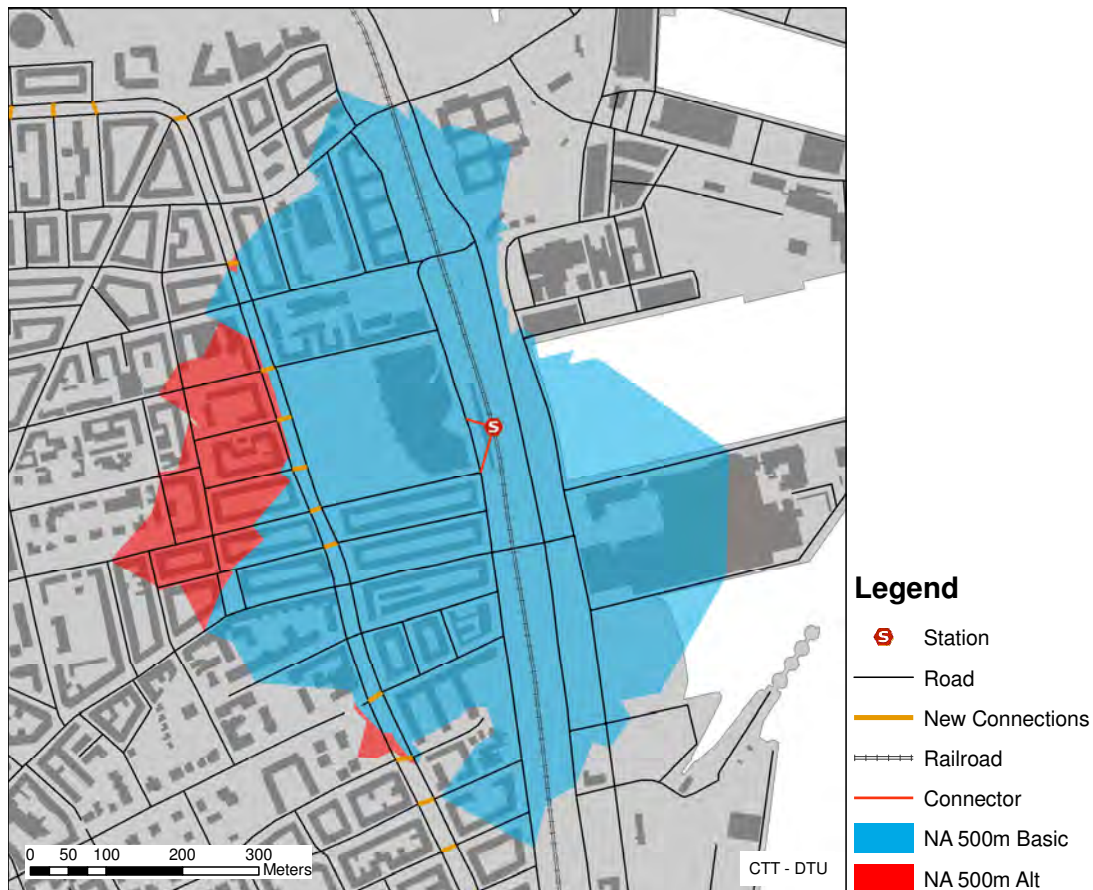 S
0 50 100 200 300
Meters
CTT - DTU
Legend
S Station
Road
New Connections
Railroad
Connector
NA 500m Basic
NA 500m Alt